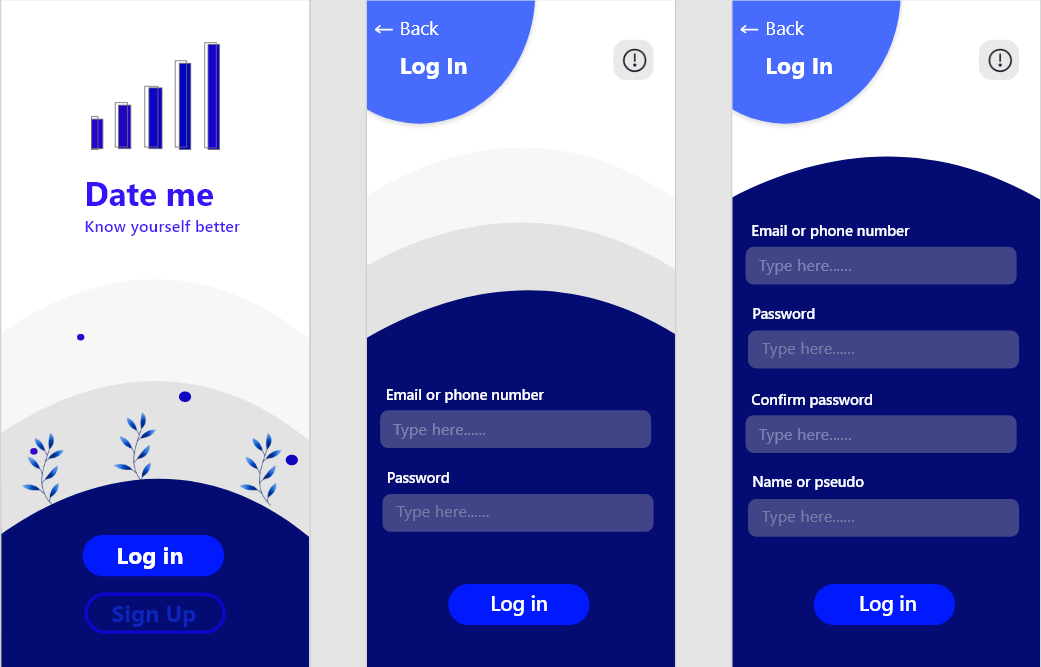 Date me
Know yourself better
Log in
Sign Up
← Back
Log In
Email or phone number
Type here......
Password
Type here......
Log in
← Back
Log In
Email or phone number
Type here......
Password
Type here......
Confirm password
Type here......
Name or pseudo
Type here......
Log in